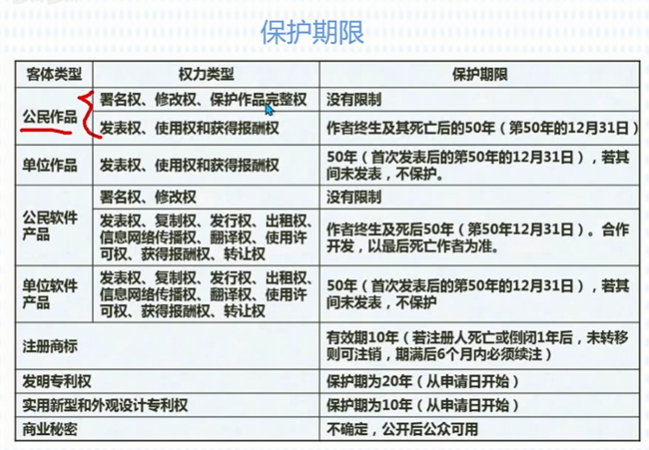 保护期限
客体类型 权力类型 保护期限
公民作品 署名权、修改权、保护作品完整权 没有限制
发表权、使用权和获得报酬权 作者终生及其死亡后的50年（第50年的12月31日）
单位作品 发表权、使用权和获得报酬权 50年（首次发表后的第50年的12月31日），若其
间未发表，不保护。
公民软件
产品
署名权、修改权 没有限制
发表权、复制权、发行权、出租权、
信息网络传播权、翻译权、使用许
可权、获得报酬权、转让权
作者终生及死后50年（第50年的12月31日）。合作
开发，以最后死亡作者为准。
单位软件
产品
发表权、复制权、发行权、出租权、
信息网络传播权、翻译权、使用许
可权、获得报酬权、转让权
50年（首次发表后的第50年的12月31日），若其
间未发表，不保护
注册商标 有效期10年（若注册人死亡或倒闭1年后，未转移
则可注销，期满后6个月内必须续注）
发明专利权 保护期为20年（从申请日开始）
实用新型和外观设计专利权 保护期为10年（从申请日开始）
商业秘密 不确定，公开后公众可用